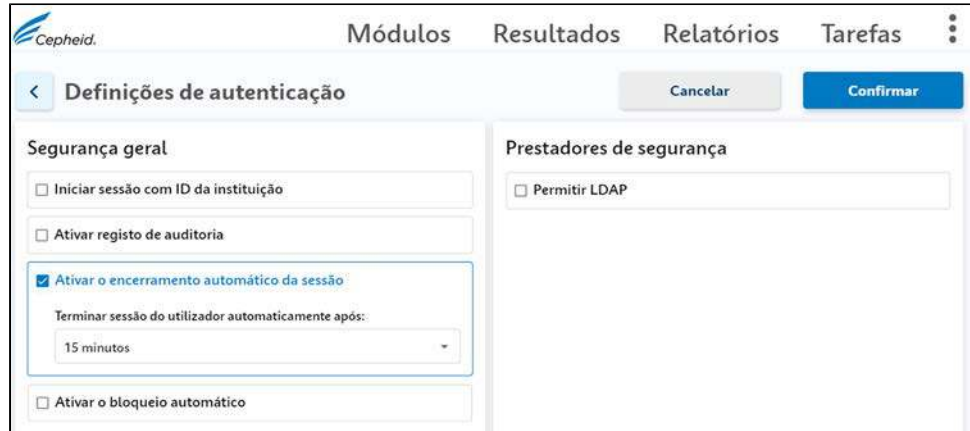 Cepheid.
Módulos Resultados Relatórios Tarefas
Definições de autenticação
Cancelar
Confirmar
Segurança geral
Iniciar sessão com ID da instituição
Ativar registo de auditoria
Ativar o encerramento automático da sessão
Terminar sessão do utilizador automaticamente após:
15 minutos
Ativar o bloqueio automático
Prestadores de segurança
Permitir LDAP